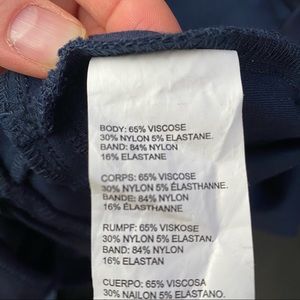 BODY: 65% VISCOSE
30% NYLON 5% ELASTANE.
BAND: 84% NYLON
16% ELASTANE
CORPS: 65% VISCOSE
30% NYLON 5% ÉLASTHANNE.
BANDE: 84% NYLON
16% ÉLASTHANNE
RUMPF: 65% VISKOSE
30% NYLON 5% ELASTAN.
BAND: 84% NYLON
16% ELASTAN
CUERPO: 65% VISCOSA
30% NAILON 5% ELASTANO.